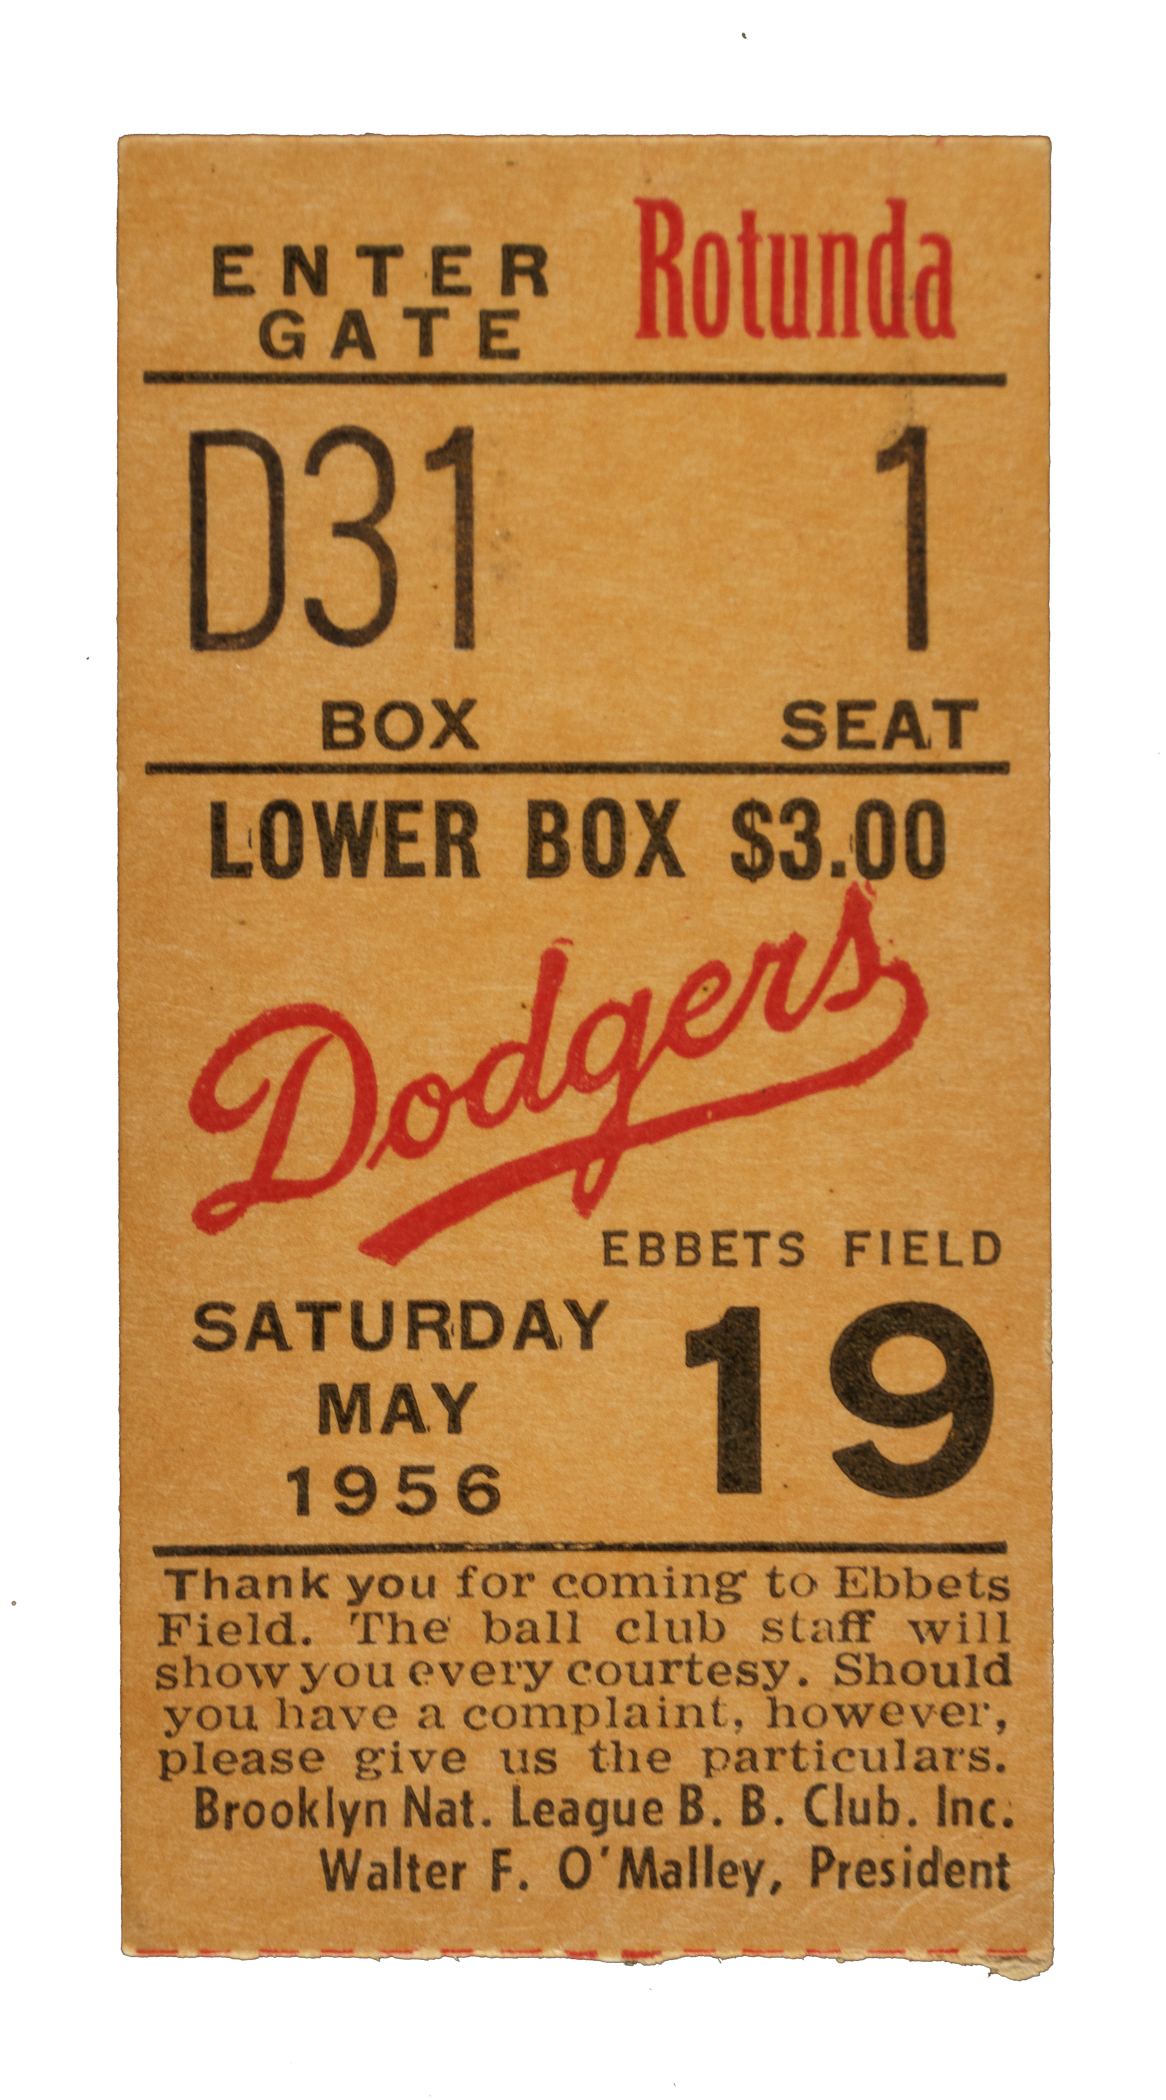 ENTER
GATE
Rotunda
D31 1
BOX SEAT
LOWER BOX $3.00
Dodgers
EBBETS FIELD
SATURDAY
MAY
1956
19
Thank you for coming to Ebbets
Field. The ball club staff will
show you every courtesy. Should
you have a complaint, however,
please give us the particulars.
Brooklyn Nat. League B. B. Club. Inc.
Walter F. O'Malley, President